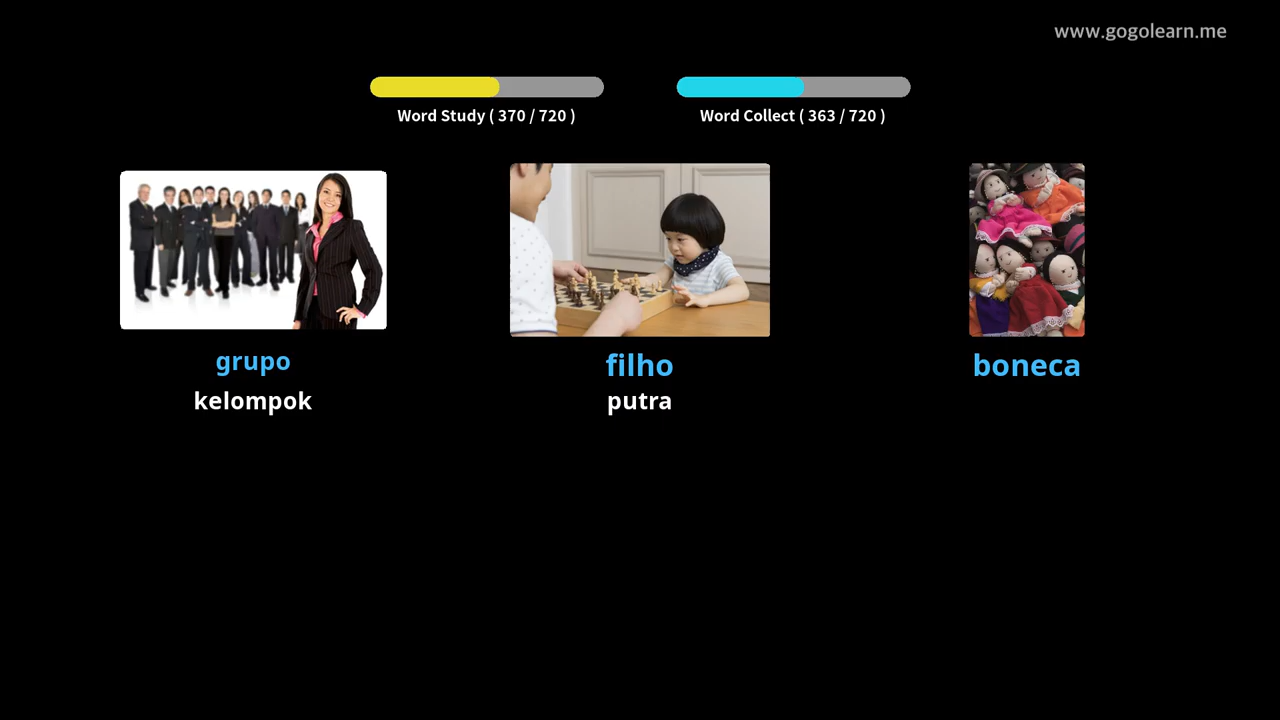 www.gogolearn.me
Word Study ( 370 / 720 )
Word Collect ( 363 / 720 )
grupo
kelompok
filho
putra
boneca